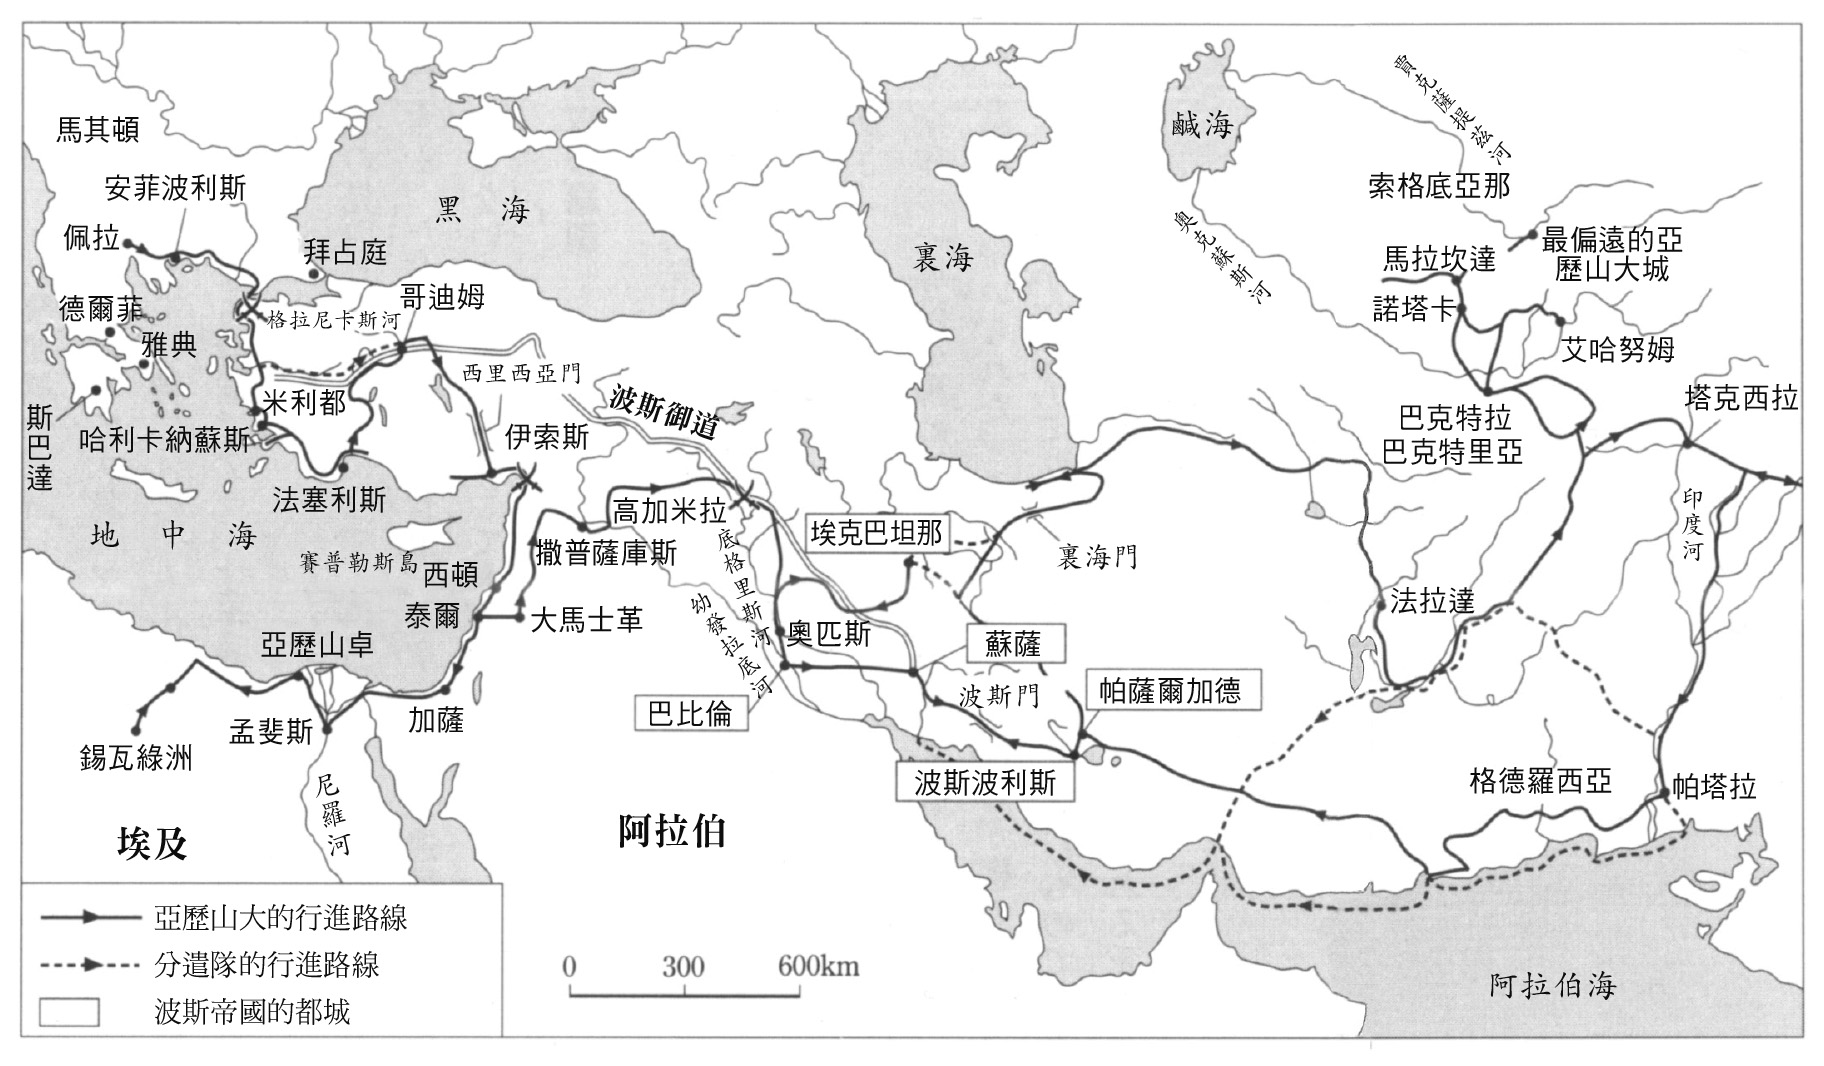 馬其頓
安菲波利斯
佩拉
德爾菲
雅典
斯巴達
拜占庭
黑 海
格拉尼卡斯河
哥迪姆
西里西亞門
米利都
哈利卡納蘇斯
法塞利斯
伊索斯
地 中 海
賽普勒斯島
西頓
泰爾
大馬士革
撒普薩庫斯
高加米拉
波斯御道
底格里斯河
幼發拉底河
亞歷山卓
孟斐斯
加薩
錫瓦綠洲
尼羅河
埃及
阿拉伯
裏海
鹹海
賈克薩提茲河
奧克蘇斯河
索格底亞那
最偏遠的亞
歷山大城
馬拉坎達
諾塔卡
艾哈努姆
巴克特拉
巴克特里亞
塔克西拉
印度河
埃克巴坦那
裏海門
法拉達
奧匹斯
蘇薩
巴比倫
波斯門
帕薩爾加德
波斯波利斯
格德羅西亞
帕塔拉
阿拉伯海
亞歷山大的行進路線
分遣隊的行進路線
波斯帝國的都城
0 300 600km